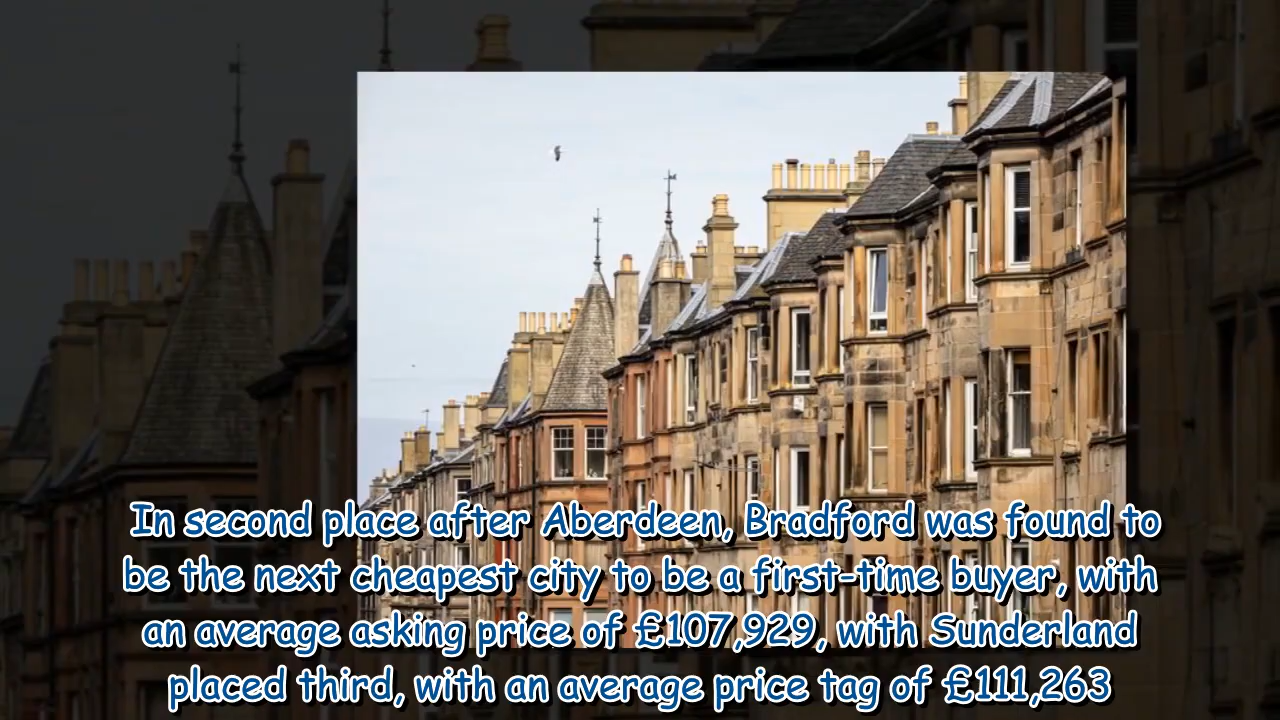 In second place after Aberdeen, Bradford was found to
be the next cheapest city to be a first-time buyer, with
an average asking price of £107,929, with Sunderland
placed third, with an average price tag of £111,263